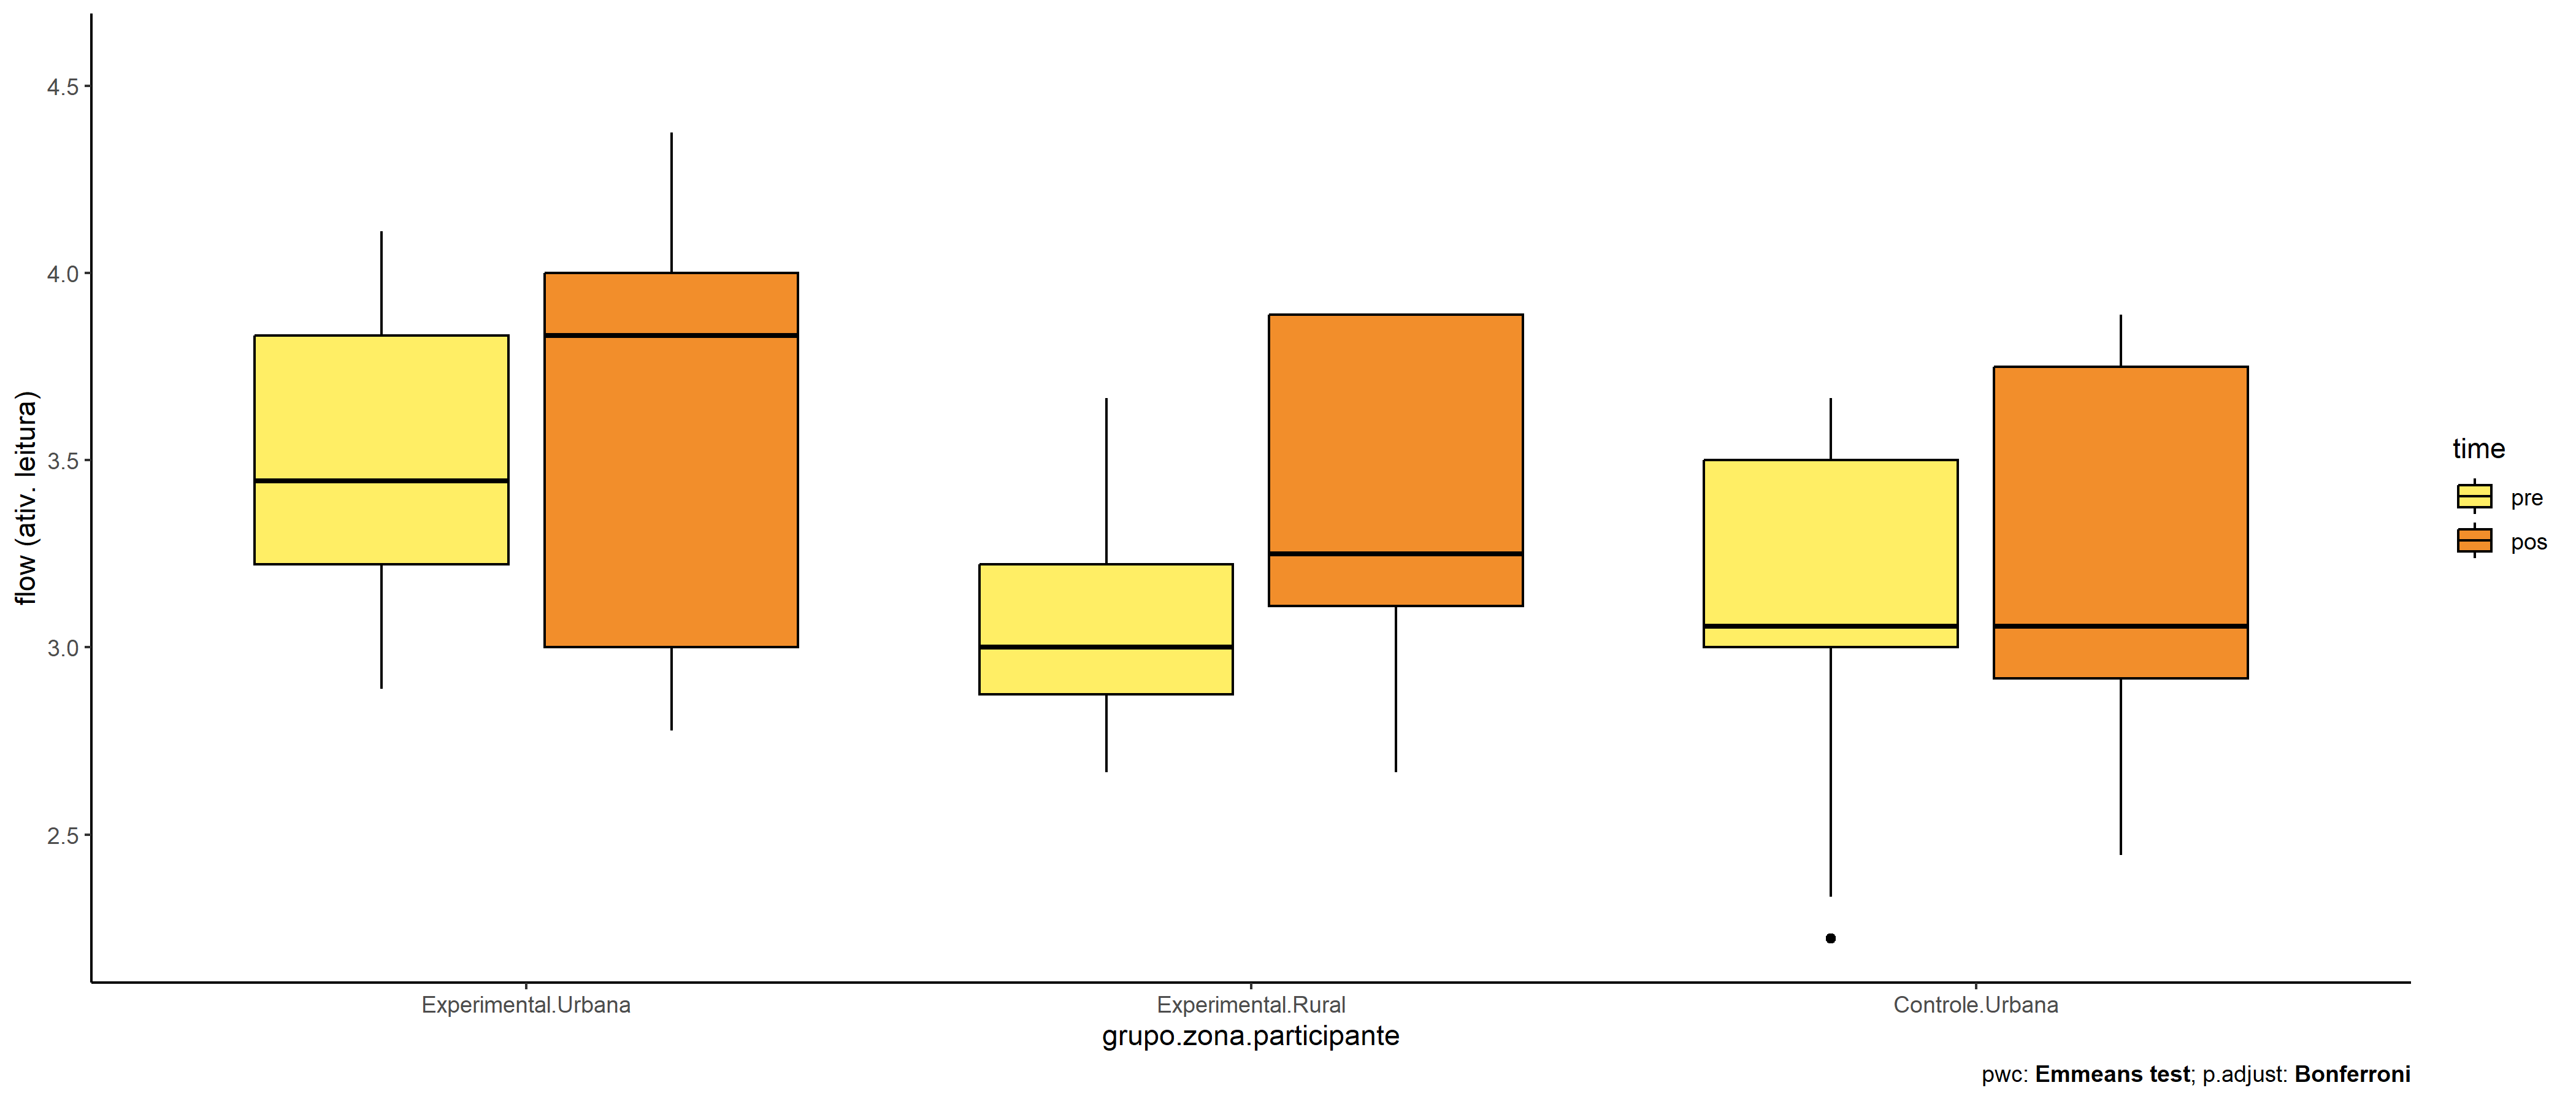 4.5
4.0
3.5
3.0
2.5
flow (ativ. leitura)
Experimental.Urbana
Experimental.Rural
Controle.Urbana
grupo.zona.participante
time
pre
pos
pwc: Emmeans test; p.adjust: Bonferroni